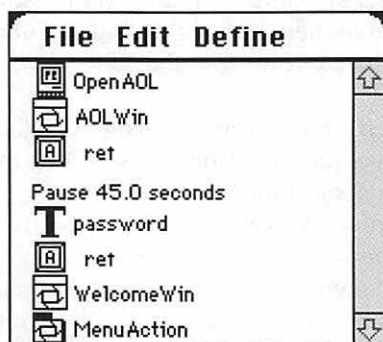 File Edit Define
OpenAOL
AOLWin
A ret
Pause 45.0 seconds
T password
A ret
WelcomeWin
MenuAction